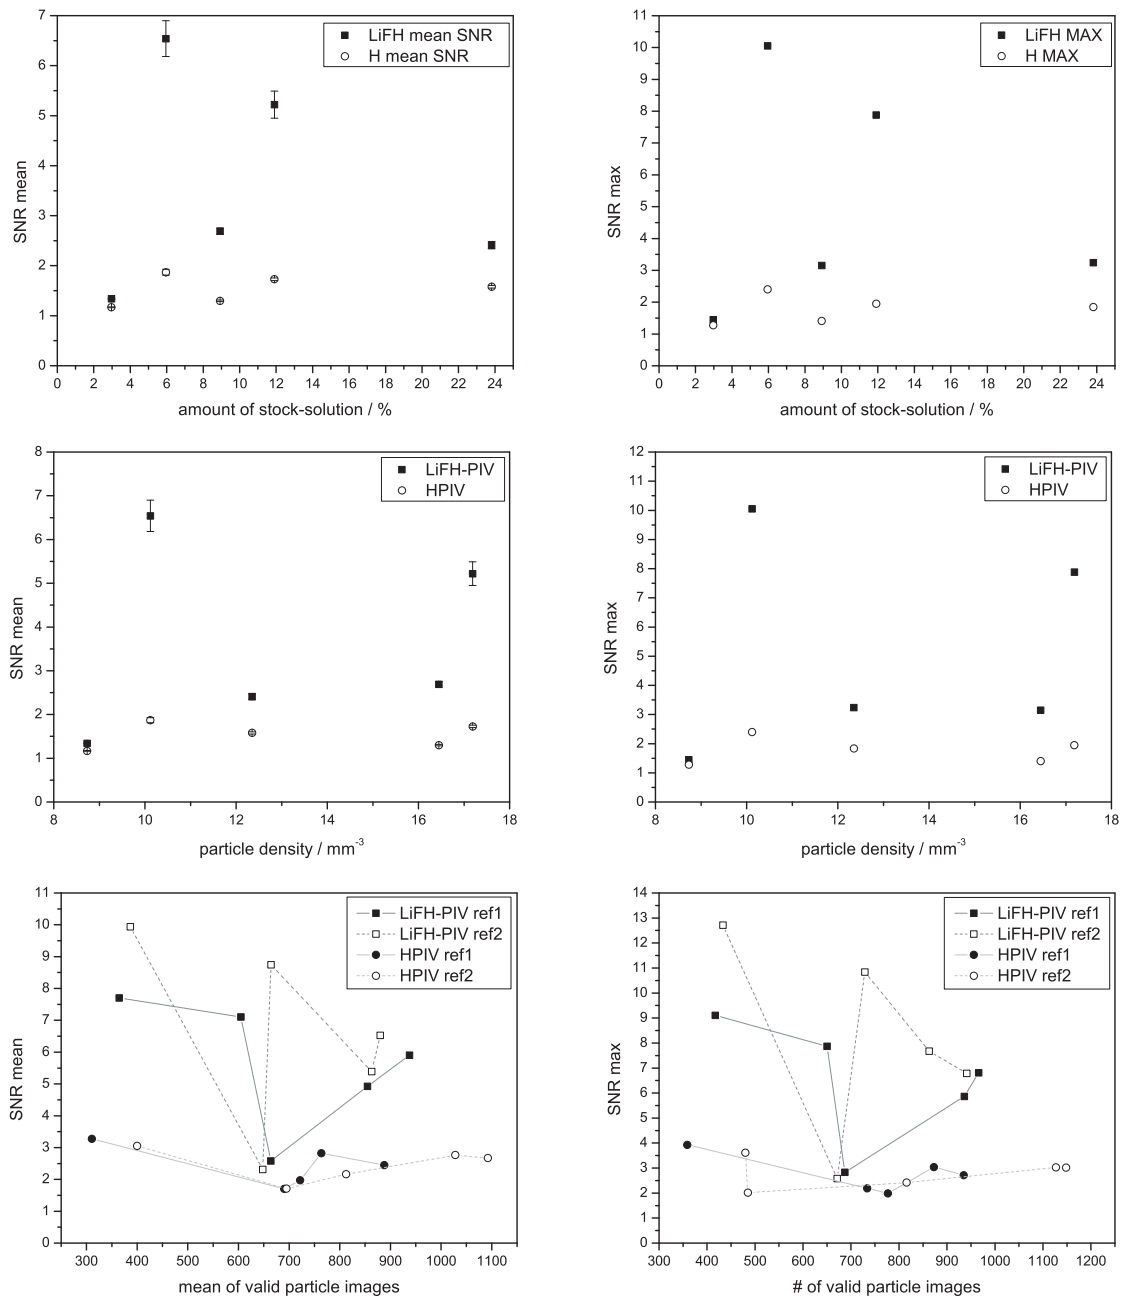 7
6
5
4
3
2
1
0
SNR mean
LiFH mean SNR
H mean SNR
0 2 4 6 8 10 12 14 16 18 20 22 24
amount of stock-solution / %
11
10
9
8
7
6
5
4
3
2
1
0
SNR max
LiFH MAX
H MAX
0 2 4 6 8 10 12 14 16 18 20 22 24
amount of stock-solution / %
8
7
6
5
4
3
2
1
0
SNR mean
LiFH-PIV
HPIV
8 10 12 14 16 18
particle density / mm-3
12
11
10
9
8
7
6
5
4
3
2
1
0
SNR max
LiFH-PIV
HPIV
8 10 12 14 16 18
particle density / mm-3
11
10
9
8
7
6
5
4
3
2
1
0
SNR mean
LiFH-PIV ref1
LiFH-PIV ref2
HPIV ref1
HPIV ref2
300 400 500 600 700 800 900 1000 1100
mean of valid particle images
14
13
12
11
10
9
8
7
6
5
4
3
2
1
0
SNR max
LiFH-PIV ref1
LiFH-PIV ref2
HPIV ref1
HPIV ref2
300 400 500 600 700 800 900 1000 1100 1200
# of valid particle images